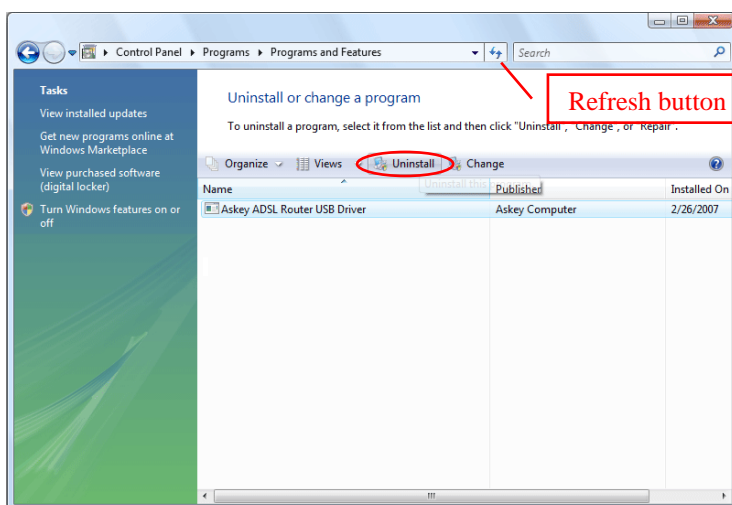 Control Panel ▸ Programs ▸ Programs and Features
Search
Refresh button
Tasks
View installed updates
Get new programs online at
Windows Marketplace
View purchased software
(digital locker)
Turn Windows features on or
off
Uninstall or change a program
To uninstall a program, select it from the list and then click "Uninstall", "Change", or "Repair".
Organize Views Uninstall Change
Uninstall this
Name Publisher Installed On
Askey ADSL Router USB Driver Askey Computer 2/26/2007